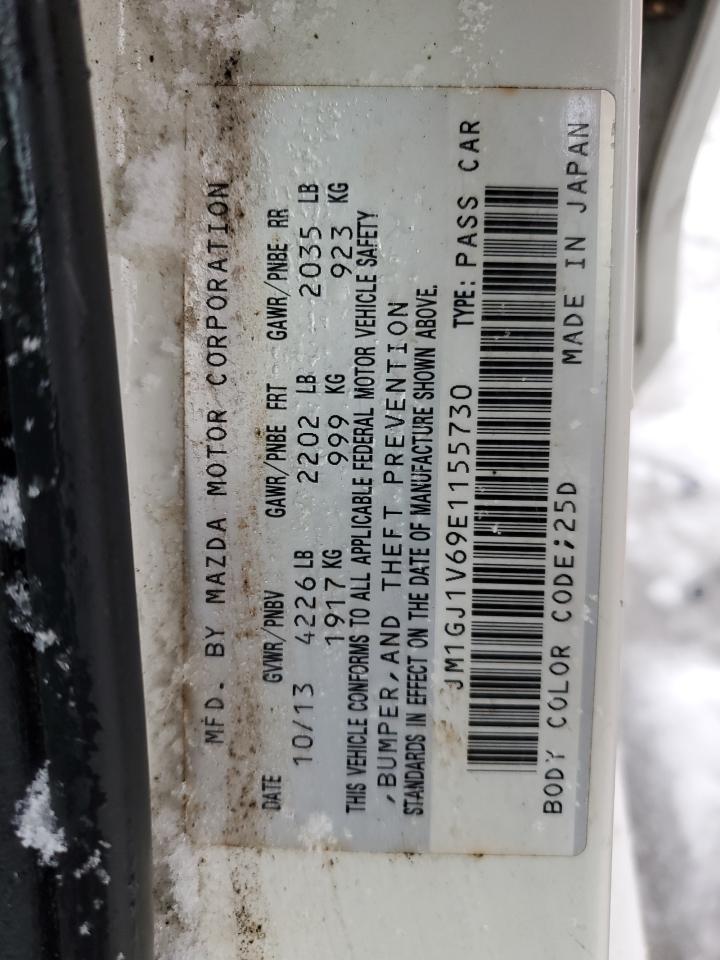 MFD. BY MAZDA MOTOR CORPORATION
DATE GVWR/PNBV GAWR/PNBE FRT GAWR/PNBE RR
10/13 4226 LB 2202 LB 2035 LB
1917 KG 999 KG 923 KG
THIS VEHICLE CONFORMS TO ALL APPLICABLE FEDERAL MOTOR VEHICLE SAFETY
,BUMPER,AND THEFT PREVENTION
STANDARDS IN EFFECT ON THE DATE OF MANUFACTURE SHOWN ABOVE.
JM1GJ1V69E1155730 TYPE: PASS CAR
BODY COLOR CODE;25D MADE IN JAPAN